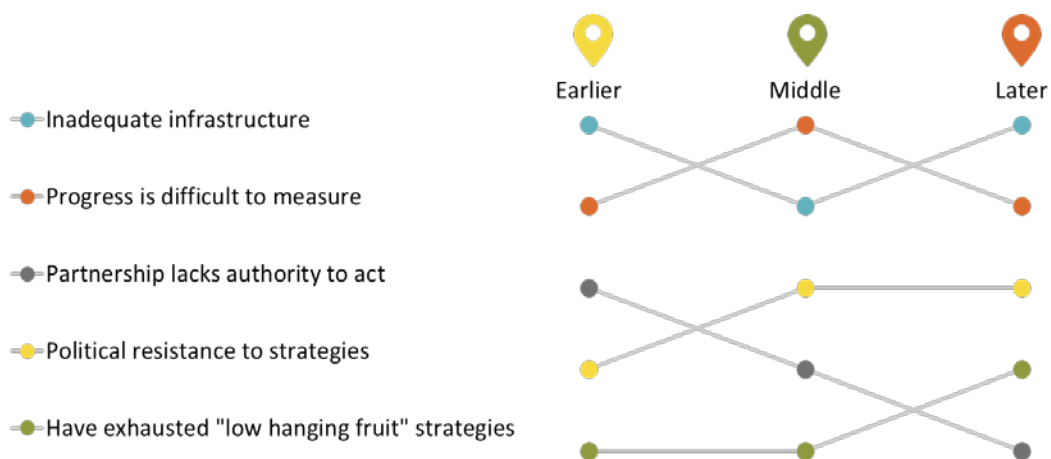 Earlier
Middle
Later
Inadequate infrastructure
Progress is difficult to measure
Partnership lacks authority to act
Political resistance to strategies
Have exhausted "low hanging fruit" strategies